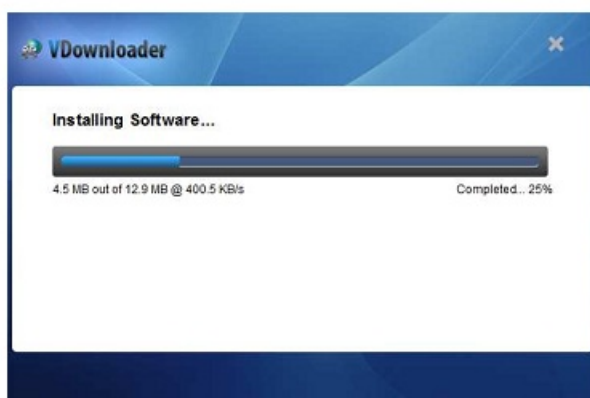 VDownloader
Installing Software...
4.5 MB out of 12.9 MB @ 400.5 KB/s
Completed... 25%